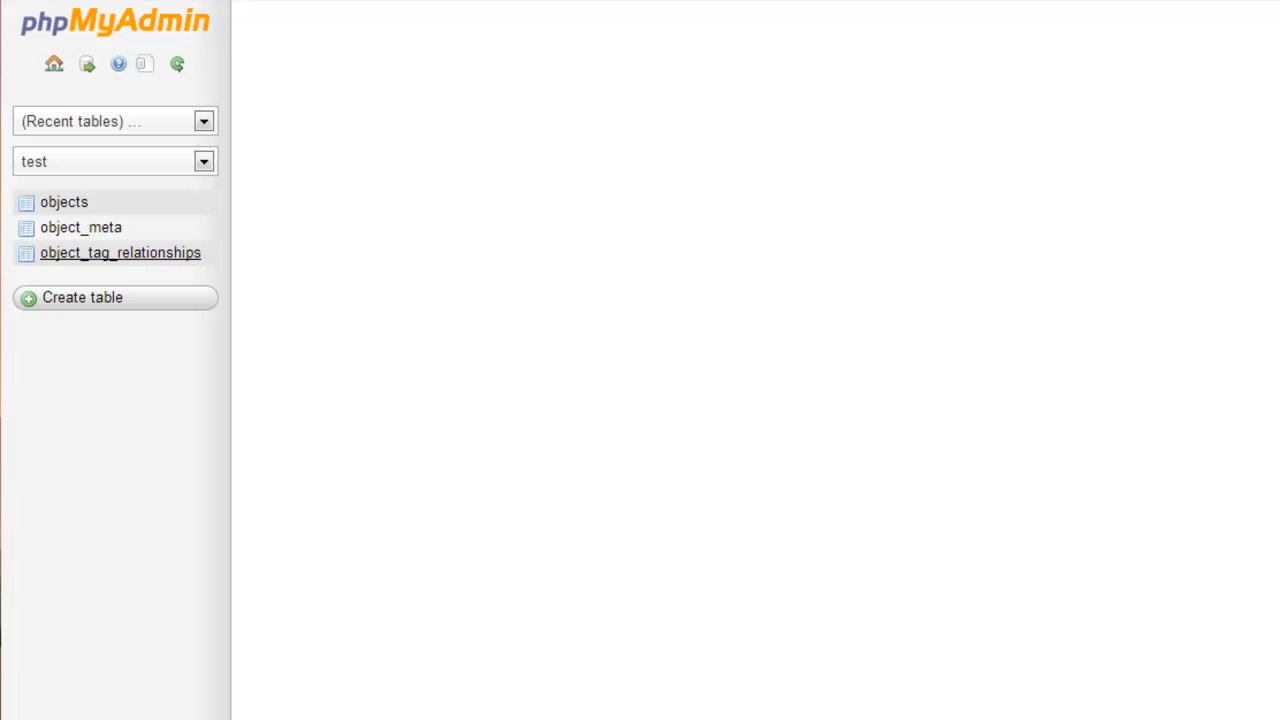 phpMyAdmin
(Recent tables) ...
test
objects
object_meta
object_tag_relationships
Create table